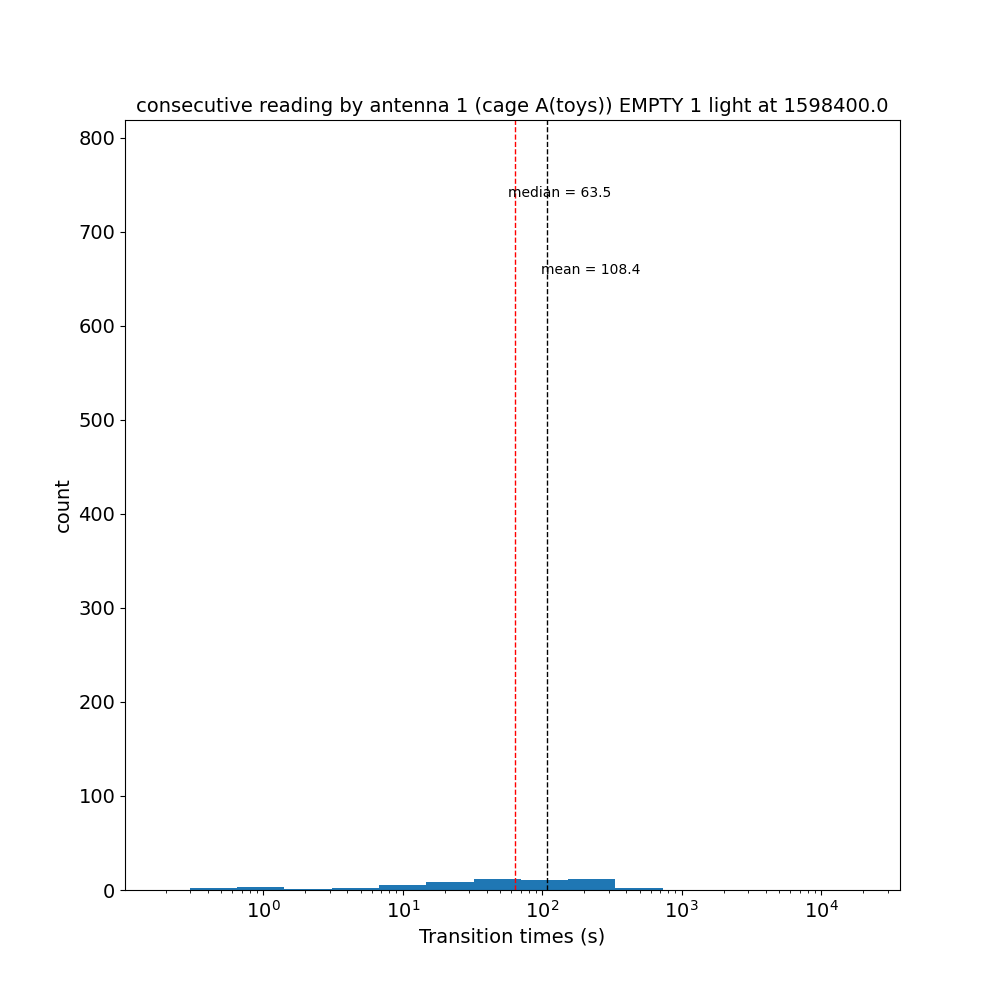 consecutive reading by antenna 1 (cage A(toys)) EMPTY 1 light at 1598400.0
800
median = 63.5
700
mean = 108.4
600
500
count
400
300
200
100
0
10^0 10^1 10^2 10^3 10^4
Transition times (s)